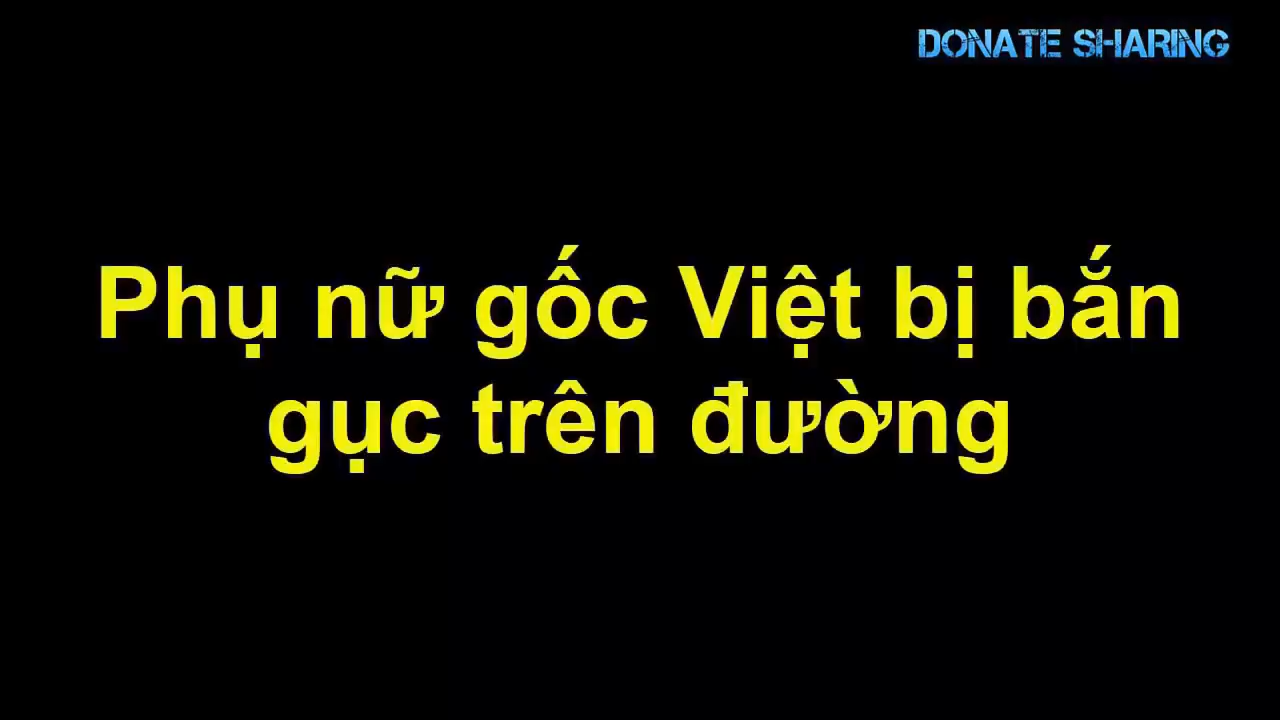 DONATE SHARING
Phụ nữ gốc Việt bị bắn
gục trên đường